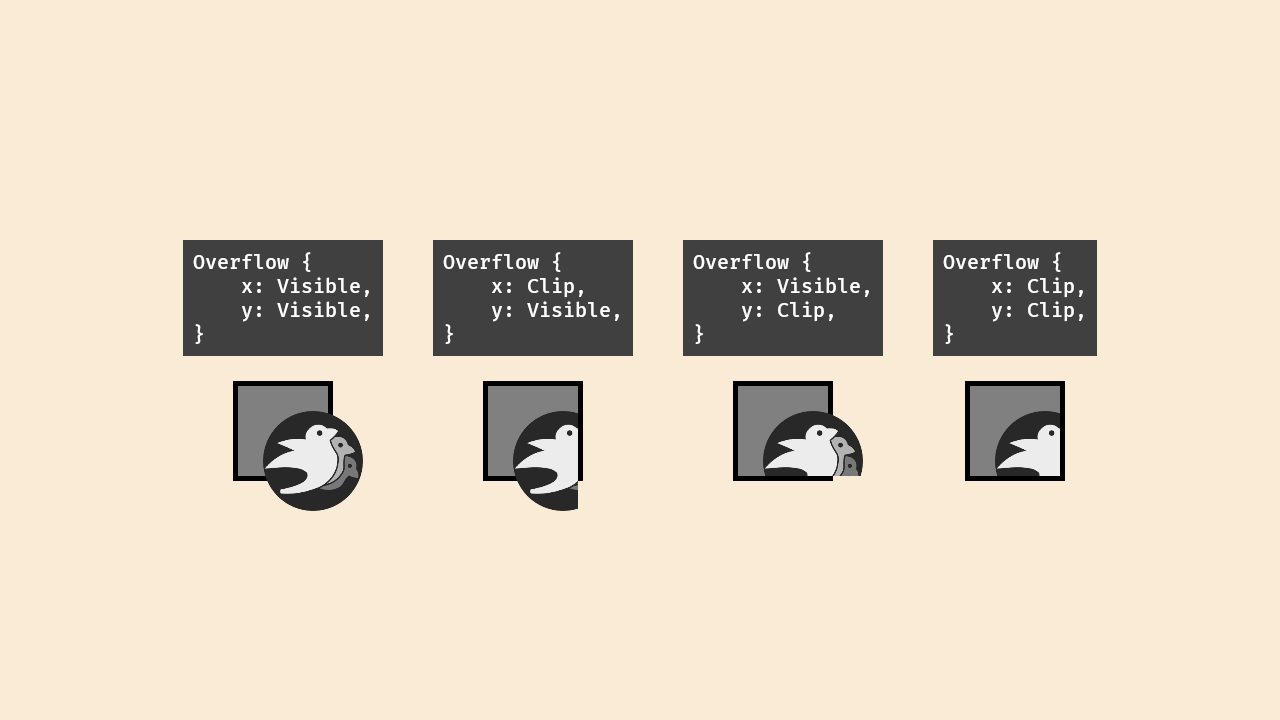 Overflow {
    x: Visible,
    y: Visible,
}
Overflow {
    x: Clip,
    y: Visible,
}
Overflow {
    x: Visible,
    y: Clip,
}
Overflow {
    x: Clip,
    y: Clip,
}